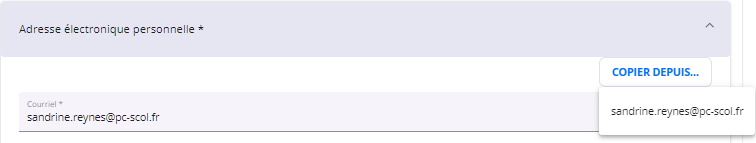 Adresse électronique personnelle *
COPIER DEPUIS...
Courriel *
sandrine.reynes@pc-scol.fr
sandrine.reynes@pc-scol.fr